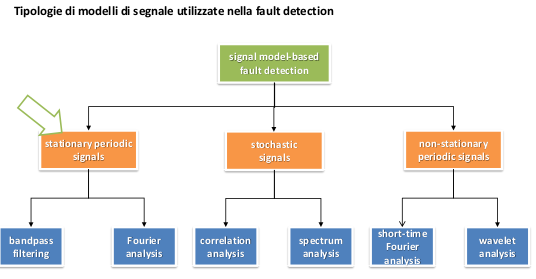 Tipologie di modelli di segnale utilizzate nella fault detection
signal model-based
fault detection
stationary periodic
signals
stochastic
signals
non-stationary
periodic signals
bandpass
filtering
Fourier
analysis
correlation
analysis
spectrum
analysis
short-time
Fourier
analysis
wavelet
analysis